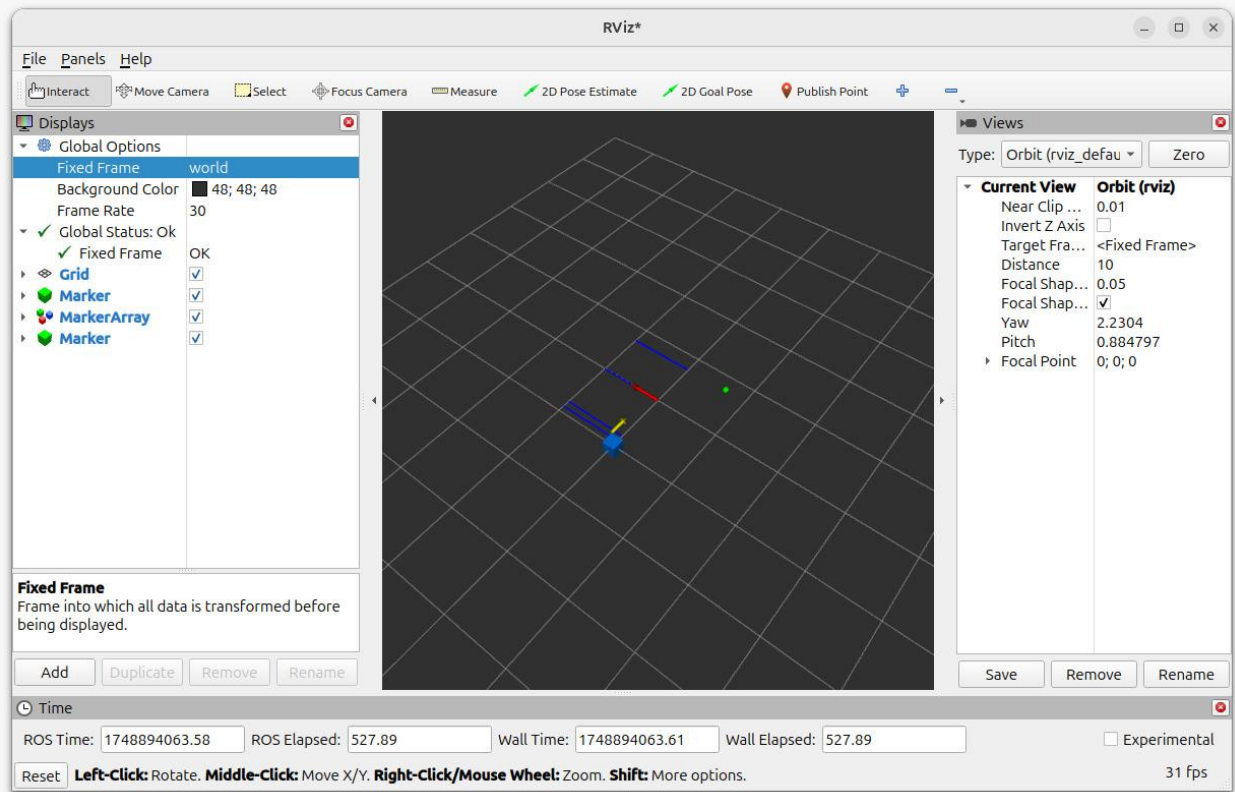 RViz*
File Panels Help
Interact Move Camera Select Focus Camera Measure 2D Pose Estimate 2D Goal Pose Publish Point
Displays
Global Options
Fixed Frame world
Background Color 48; 48; 48
Frame Rate 30
Global Status: Ok
Fixed Frame OK
Grid
Marker
MarkerArray
Marker
Fixed Frame
Frame into which all data is transformed before
being displayed.
Add Duplicate Remove Rename
Views
Type: Orbit (rviz_defau Zero
Current View Orbit (rviz)
Near Clip ... 0.01
Invert Z Axis
Target Fra... <Fixed Frame>
Distance 10
Focal Shap... 0.05
Focal Shap...
Yaw 2.2304
Pitch 0.884797
Focal Point 0; 0; 0
Save Remove Rename
Time
ROS Time: 1748894063.58 ROS Elapsed: 527.89 Wall Time: 1748894063.61 Wall Elapsed: 527.89 Experimental
Reset Left-Click: Rotate. Middle-Click: Move X/Y. Right-Click/Mouse Wheel: Zoom. Shift: More options. 31 fps